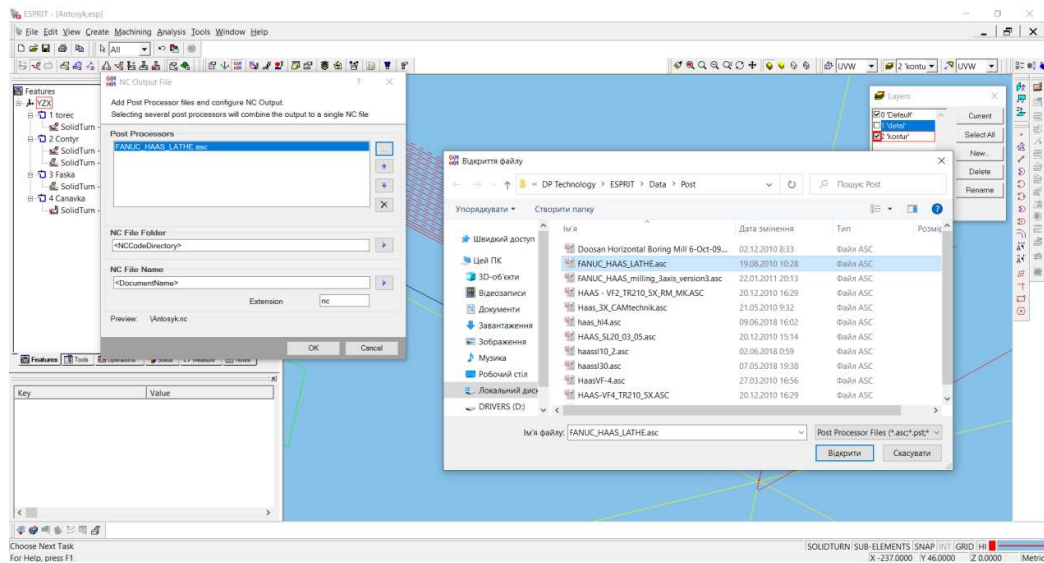 ESPRIT - [Antosyk.esp]
File Edit View Create Machining Analysis Tools Window Help
All
UVW
2 'kontu'
UVW
Features
YZX
1 torec
SolidTurn -
2 Contyr
SolidTurn -
SolidTurn -
3 Faska
SolidTurn -
4 Canavka
SolidTurn -
NC Output File
Add Post Processor files and configure NC Output.
Selecting several post processors will combine the output to a single NC file
Post Processors
FANUC_HAAS_LATHE.asc
...
NC File Folder
<NCCodeDirectory>
NC File Name
<DocumentName>
Extension
nc
Preview: \Antosyk.nc
OK
Cancel
Features
Tools
Key
Value
Layers
0 'Default'
1 'detel'
2 'kontur'
Current
Select All
New...
Delete
Rename
Відкриття файлу
« DP Technology > ESPRIT > Data > Post
Пошук: Post
Упорядкувати
Створити папку
Ім'я
Дата змінення
Тип
Розмір
Швидкий доступ
Цей ПК
3D-об'єкти
Відеозаписи
Документи
Завантаження
Зображення
Музика
Робочий стіл
Локальний диск
DRIVERS (D:)
Doosan Horizontal Boring Mill 6-Oct-09... 02.12.2010 8:33 Файл ASC
FANUC_HAAS_LATHE.asc 19.08.2010 10:28 Файл ASC
FANUC_HAAS_milling_3axis_version3.asc 22.01.2011 20:13 Файл ASC
HAAS - VF2_TR210_5X_RM_MK.ASC 20.12.2010 16:29 Файл ASC
Haas_3X_CAMtechnik.asc 21.05.2010 9:32 Файл ASC
haas_hl4.asc 09.06.2018 16:02 Файл ASC
HAAS_SL20_03_05.asc 20.12.2010 15:14 Файл ASC
haassl10_2.asc 02.06.2018 0:59 Файл ASC
haassl30.asc 07.05.2018 19:38 Файл ASC
HaasVF-4.asc 27.03.2010 16:56 Файл ASC
HAAS-VF4_TR210_5X.ASC 20.12.2010 16:29 Файл ASC
Ім'я файлу: FANUC_HAAS_LATHE.asc
Post Processor Files (*.asc;*.pst;*
Відкрити
Скасувати
Choose Next Task
For Help, press F1
SOLIDTURN SUB-ELEMENTS SNAP INT GRID HI
X -237.0000 Y 46.0000 Z 0.0000 Metric